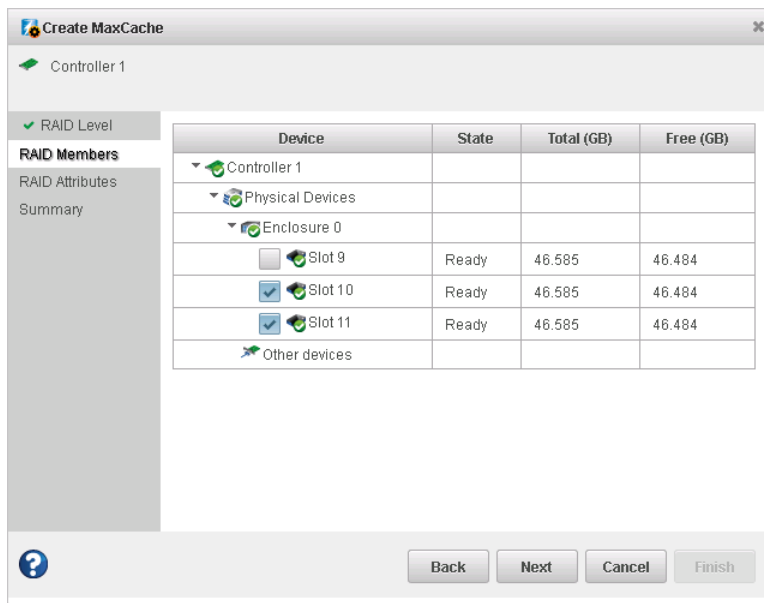 Create MaxCache
Controller 1
RAID Level
RAID Members
RAID Attributes
Summary
Device State Total (GB) Free (GB)
Controller 1
Physical Devices
Enclosure 0
Slot 9 Ready 46.585 46.484
Slot 10 Ready 46.585 46.484
Slot 11 Ready 46.585 46.484
Other devices
? Back Next Cancel Finish